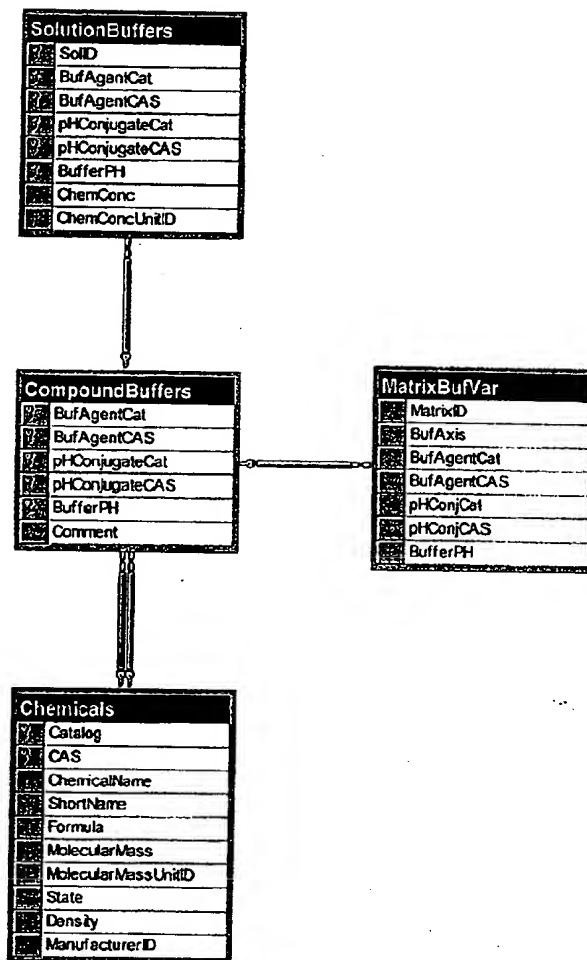 SolutionBuffers
SolID
BufAgentCat
BufAgentCAS
pHConjugateCat
pHConjugateCAS
BufferPH
ChemConc
ChemConcUnitID
CompoundBuffers
BufAgentCat
BufAgentCAS
pHConjugateCat
pHConjugateCAS
BufferPH
Comment
MatrixBufVar
MatrixID
BufAxis
BufAgentCat
BufAgentCAS
pHConjCat
pHConjCAS
BufferPH
Chemicals
Catalog
CAS
ChemicalName
ShortName
Formula
MolecularMass
MolecularMassUnitID
State
Density
ManufacturerID